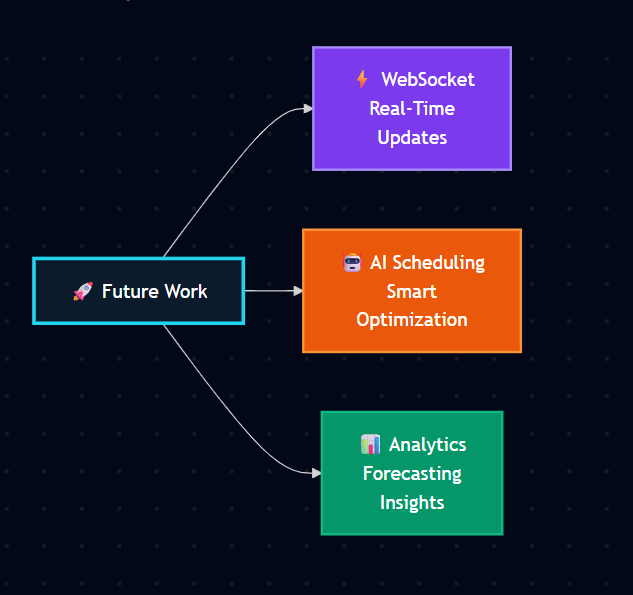 ⚡ WebSocket
Real-Time
Updates
🚀 Future Work
🤖 AI Scheduling
Smart
Optimization
📊 Analytics
Forecasting
Insights